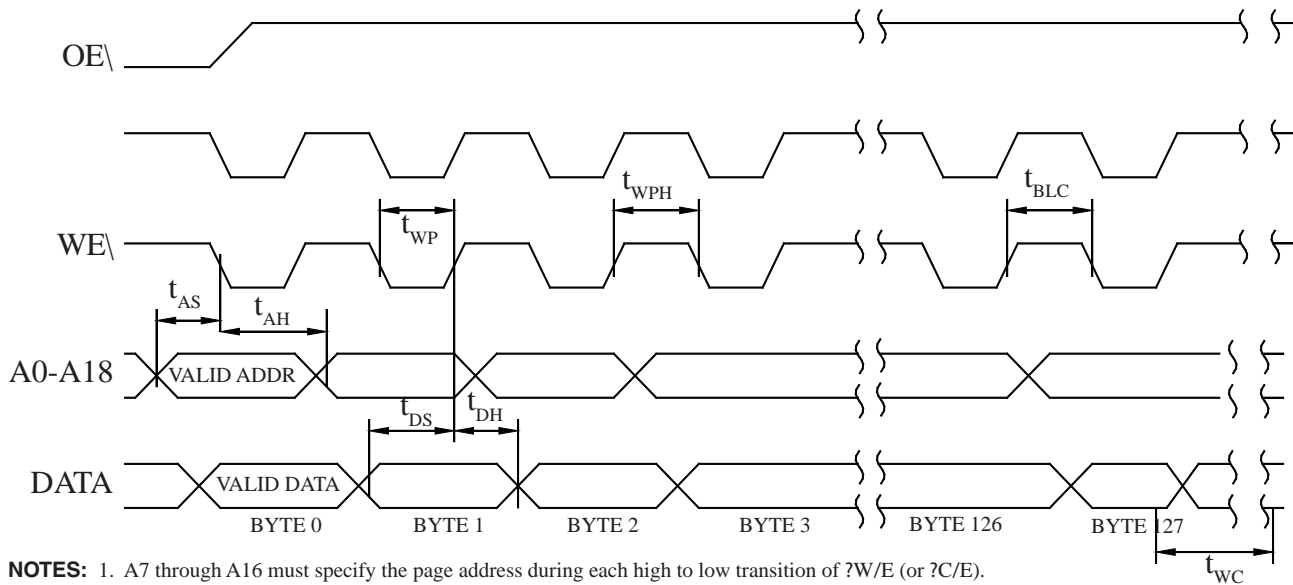 OE\
t WPH
t BLC
t WP
WE\
t AS
t AH
A0-A18
VALID ADDR
t DS
t DH
DATA
VALID DATA
BYTE 0
BYTE 1
BYTE 2
BYTE 3
BYTE 126
BYTE 127
t WC
NOTES: 1. A7 through A16 must specify the page address during each high to low transition of ?W/E (or ?C/E).